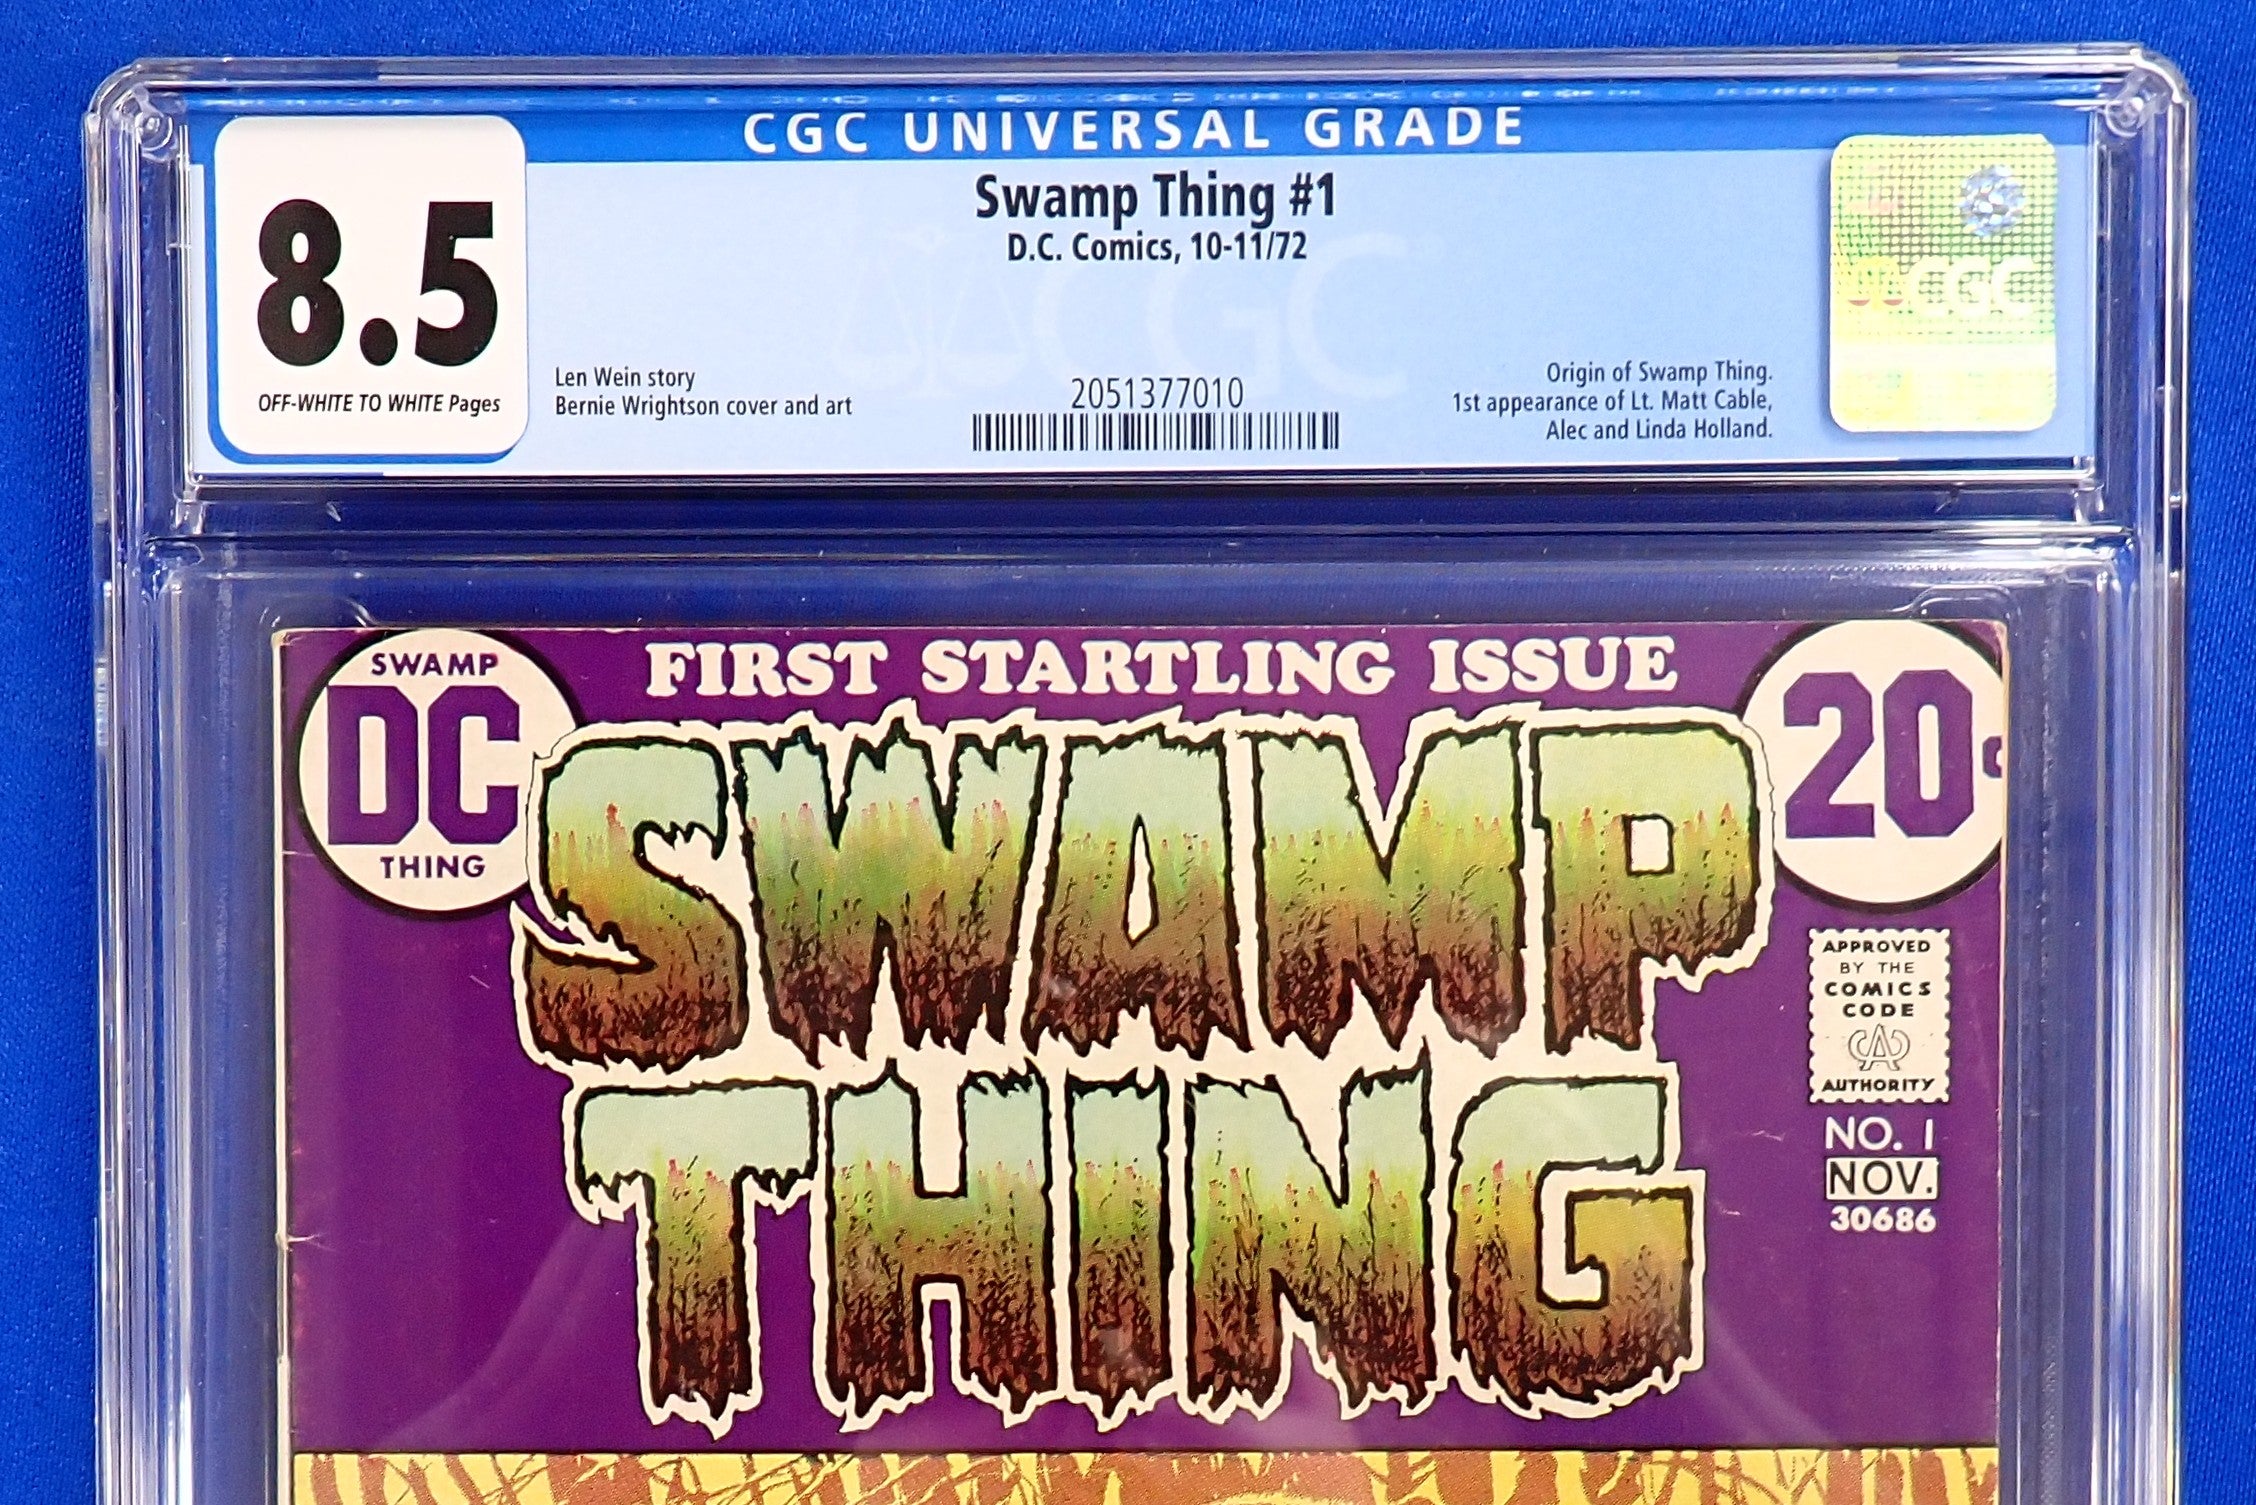 CGC UNIVERSAL GRADE
8.5
OFF-WHITE TO WHITE Pages
Swamp Thing #1
D.C. Comics, 10-11/72
Len Wein story
Bernie Wrightson cover and art
2051377010
Origin of Swamp Thing.
1st appearance of Lt. Matt Cable,
Alec and Linda Holland.
CGC
CGC
SWAMP
DC
THING
FIRST STARTLING ISSUE
20c
SWAMP
THING
APPROVED
BY THE
COMICS
CODE
CA
AUTHORITY
NO. 1
NOV.
30686